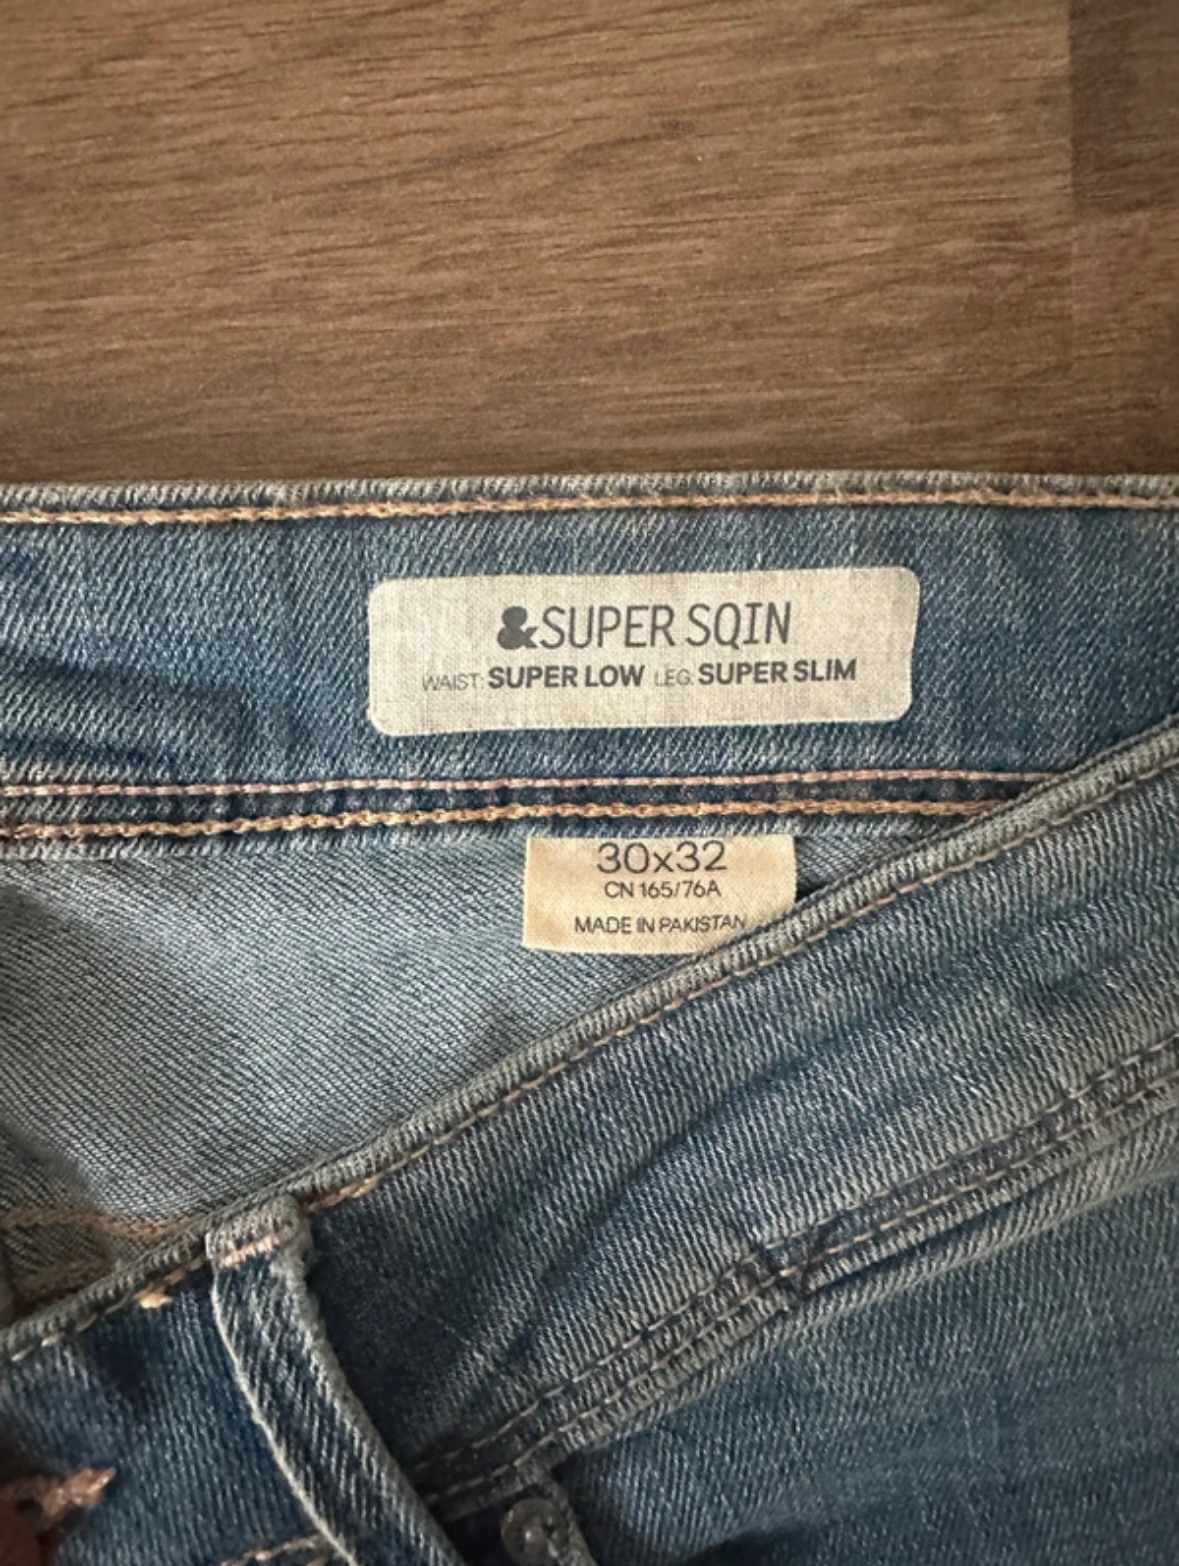 &SUPER SQIN
WAIST: SUPER LOW LEG: SUPER SLIM
30x32
CN 165/76A
MADE IN PAKISTAN